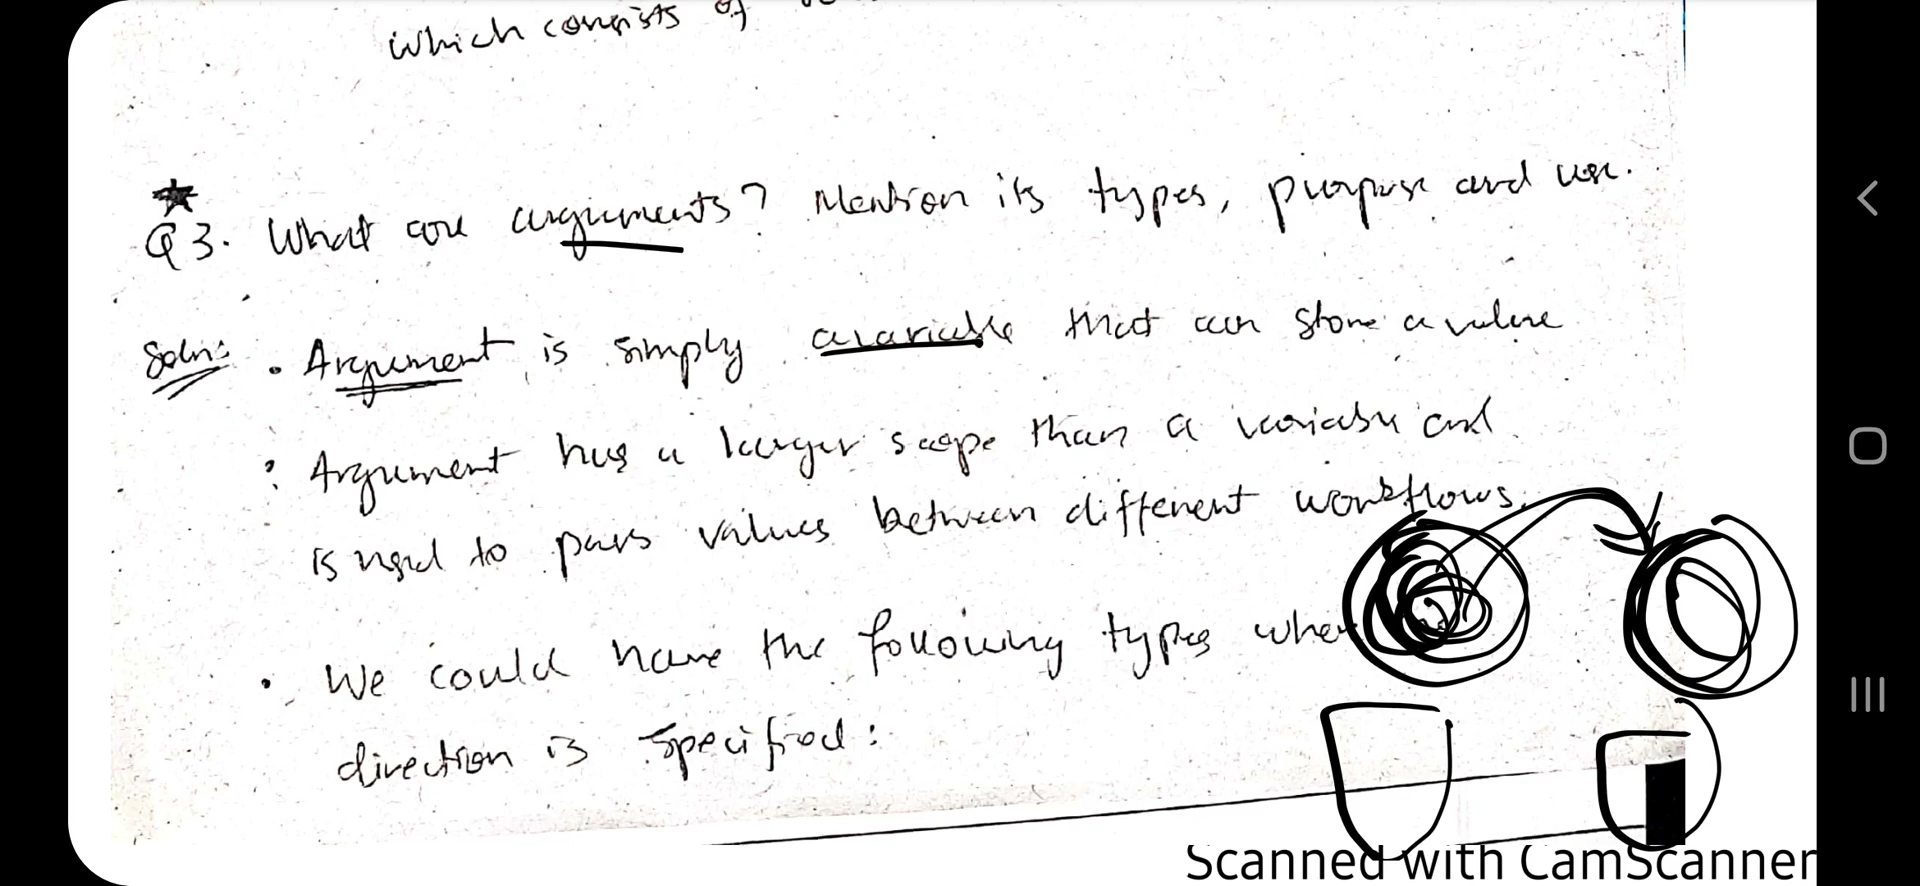 which consists of
Q3. What are arguments? Mention its types, purpose and use.
Soln: • Argument is simply a variable that can store a value
: Argument has a larger scope than a variable and
is used to pass values between different workflows.
• We could have the following types when
direction is specified:
Scanned with CamScanner